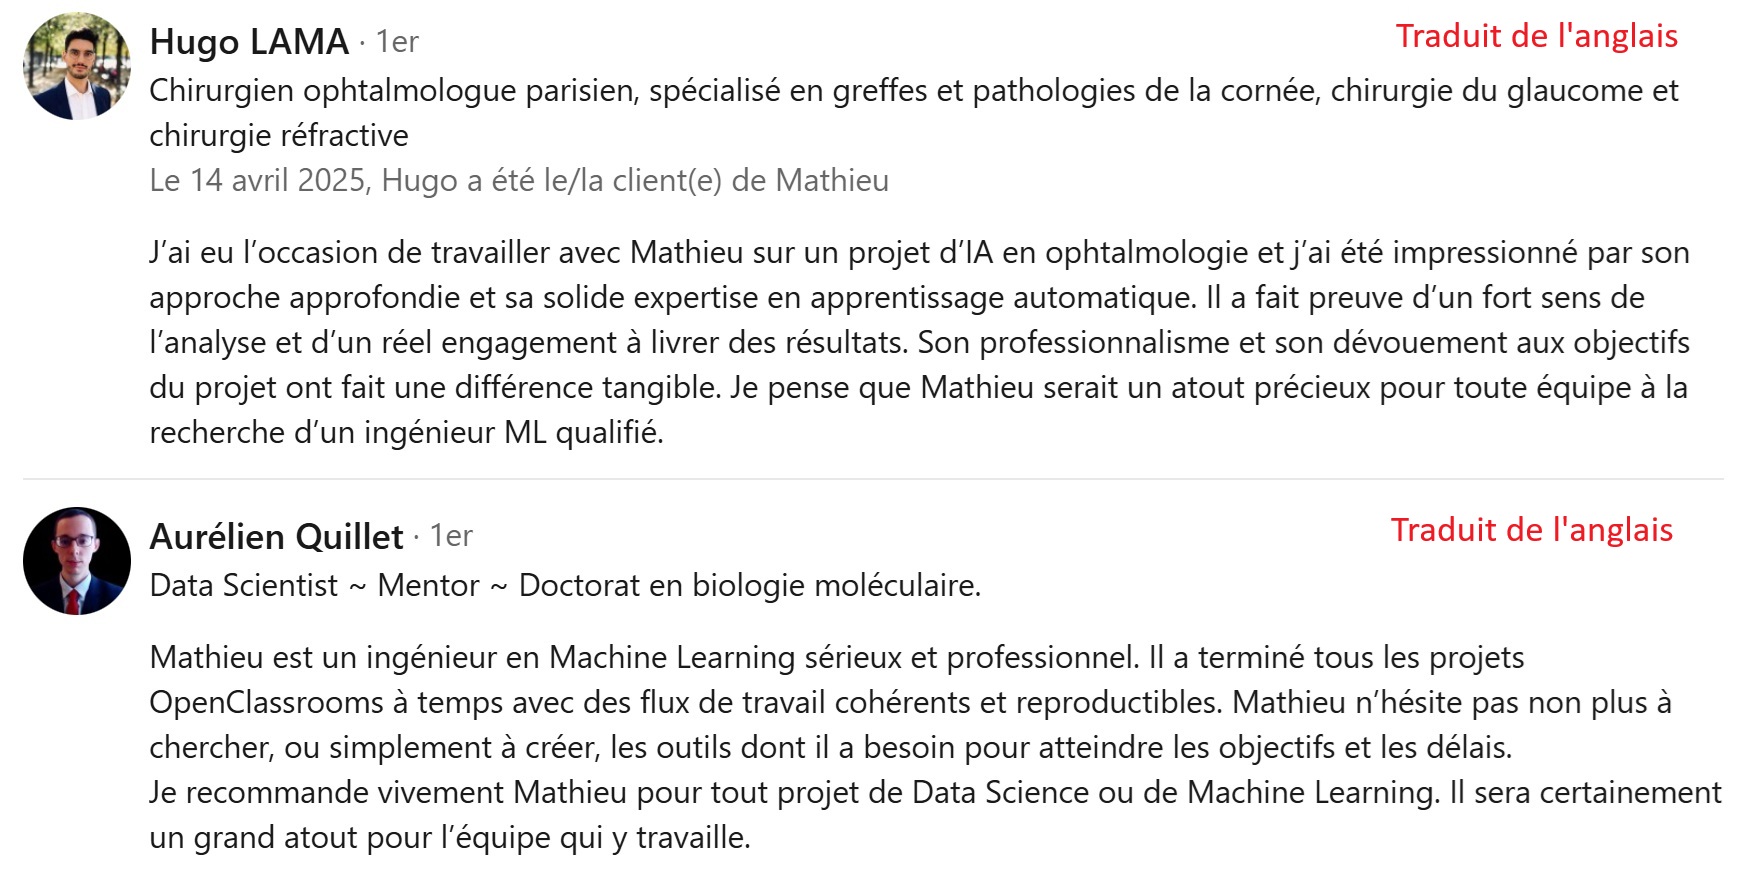 Hugo LAMA · 1er
Traduit de l'anglais
Chirurgien ophtalmologue parisien, spécialisé en greffes et pathologies de la cornée, chirurgie du glaucome et
chirurgie réfractive
Le 14 avril 2025, Hugo a été le/la client(e) de Mathieu
J’ai eu l’occasion de travailler avec Mathieu sur un projet d’IA en ophtalmologie et j’ai été impressionné par son
approche approfondie et sa solide expertise en apprentissage automatique. Il a fait preuve d’un fort sens de
l’analyse et d’un réel engagement à livrer des résultats. Son professionnalisme et son dévouement aux objectifs
du projet ont fait une différence tangible. Je pense que Mathieu serait un atout précieux pour toute équipe à la
recherche d’un ingénieur ML qualifié.
Aurélien Quillet · 1er
Traduit de l'anglais
Data Scientist ~ Mentor ~ Doctorat en biologie moléculaire.
Mathieu est un ingénieur en Machine Learning sérieux et professionnel. Il a terminé tous les projets
OpenClassrooms à temps avec des flux de travail cohérents et reproductibles. Mathieu n’hésite pas non plus à
chercher, ou simplement à créer, les outils dont il a besoin pour atteindre les objectifs et les délais.
Je recommande vivement Mathieu pour tout projet de Data Science ou de Machine Learning. Il sera certainement
un grand atout pour l’équipe qui y travaille.